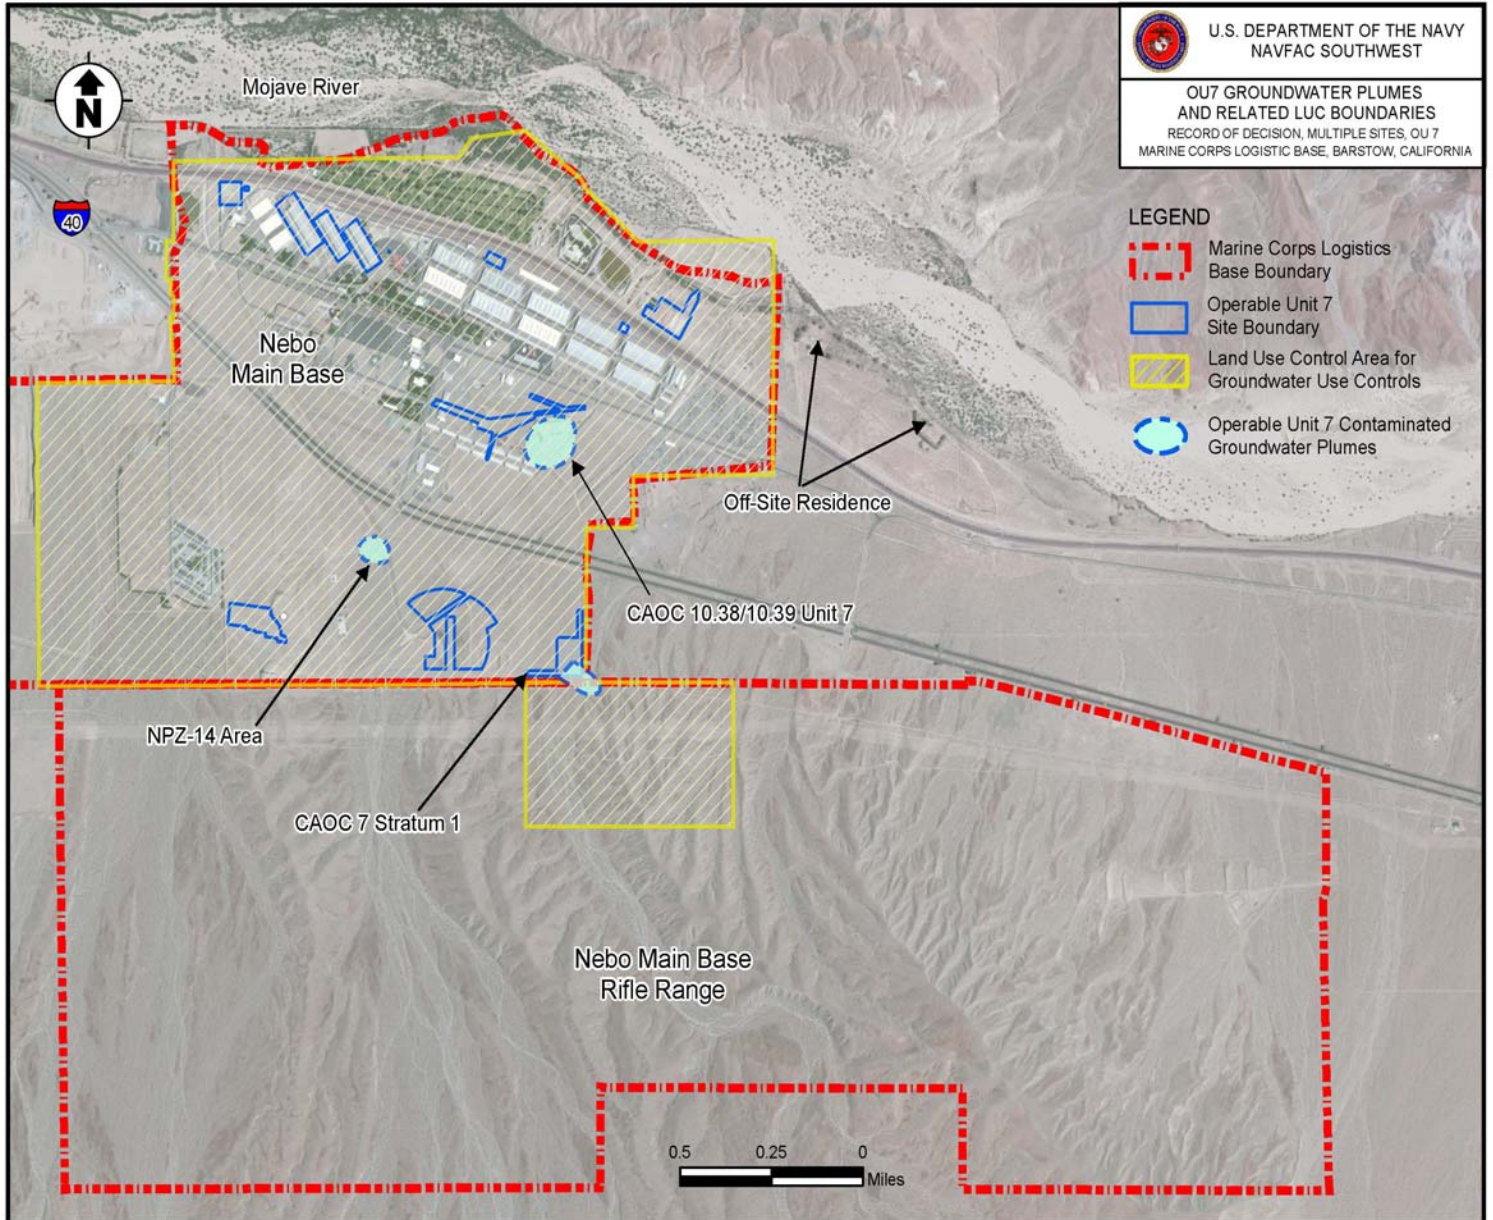 U.S. DEPARTMENT OF THE NAVY
NAVFAC SOUTHWEST
OU7 GROUNDWATER PLUMES
AND RELATED LUC BOUNDARIES
RECORD OF DECISION, MULTIPLE SITES, OU 7
MARINE CORPS LOGISTIC BASE, BARSTOW, CALIFORNIA
LEGEND
Marine Corps Logistics
Base Boundary
Operable Unit 7
Site Boundary
Land Use Control Area for
Groundwater Use Controls
Operable Unit 7 Contaminated
Groundwater Plumes
N
Mojave River
40
Nebo
Main Base
Off-Site Residence
CAOC 10.38/10.39 Unit 7
NPZ-14 Area
CAOC 7 Stratum 1
Nebo Main Base
Rifle Range
0.5 0.25 0
Miles